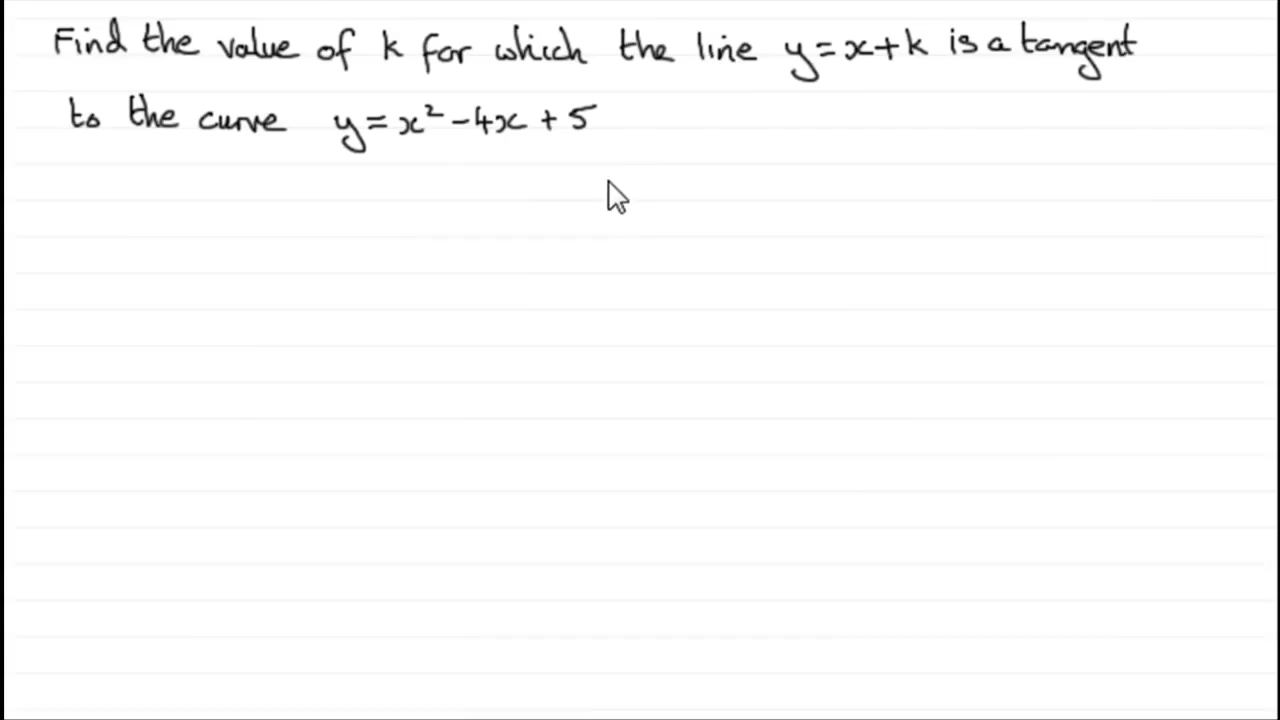 Find the value of k for which the line y = x + k is a tangent
to the curve y = x² - 4x + 5